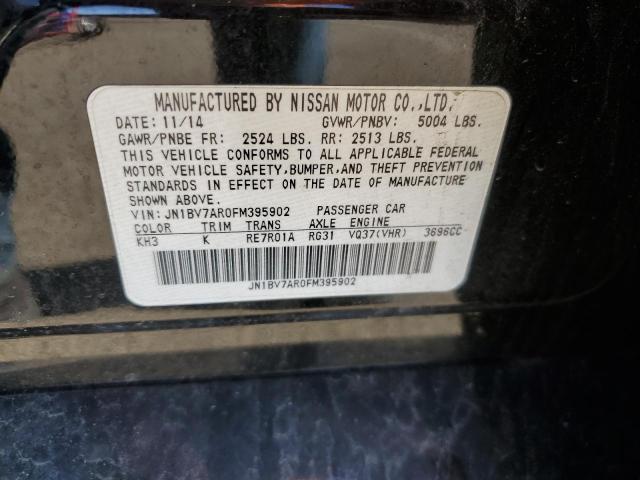 MANUFACTURED BY NISSAN MOTOR CO.,LTD.
DATE: 11/14 GVWR/PNBV: 5004 LBS.
GAWR/PNBE FR: 2524 LBS. RR: 2513 LBS.
THIS VEHICLE CONFORMS TO ALL APPLICABLE FEDERAL
MOTOR VEHICLE SAFETY,BUMPER,AND THEFT PREVENTION
STANDARDS IN EFFECT ON THE DATE OF MANUFACTURE
SHOWN ABOVE.
VIN: JN1BV7AR0FM395902 PASSENGER CAR
COLOR TRIM TRANS AXLE ENGINE
KH3 K RE7R01A RG31 VQ37(VHR) 3696CC
JN1BV7AR0FM395902